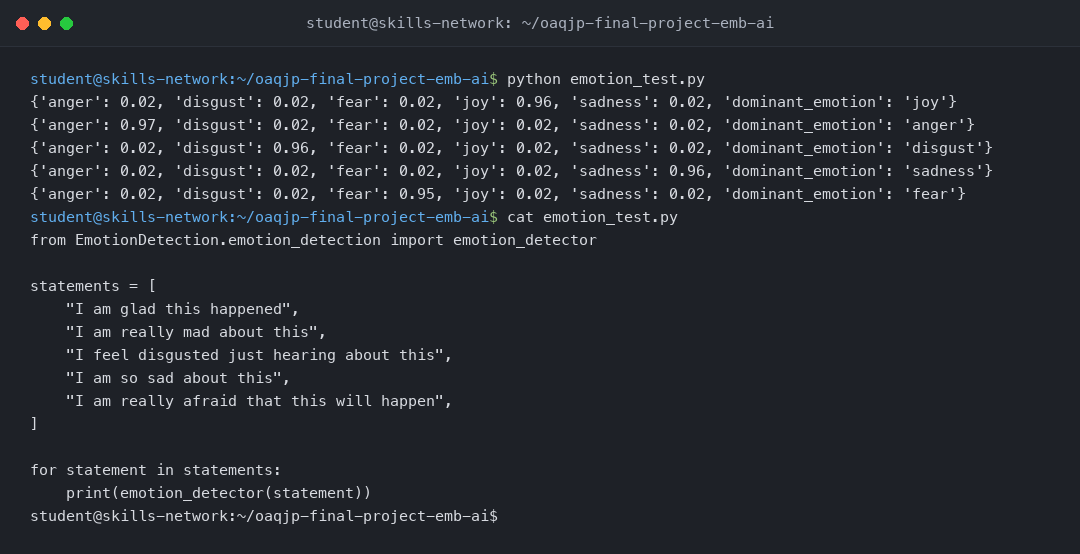 student@skills-network: ~/oaqjp-final-project-emb-ai
student@skills-network:~/oaqjp-final-project-emb-ai$ python emotion_test.py
{'anger': 0.02, 'disgust': 0.02, 'fear': 0.02, 'joy': 0.96, 'sadness': 0.02, 'dominant_emotion': 'joy'}
{'anger': 0.97, 'disgust': 0.02, 'fear': 0.02, 'joy': 0.02, 'sadness': 0.02, 'dominant_emotion': 'anger'}
{'anger': 0.02, 'disgust': 0.96, 'fear': 0.02, 'joy': 0.02, 'sadness': 0.02, 'dominant_emotion': 'disgust'}
{'anger': 0.02, 'disgust': 0.02, 'fear': 0.02, 'joy': 0.02, 'sadness': 0.96, 'dominant_emotion': 'sadness'}
{'anger': 0.02, 'disgust': 0.02, 'fear': 0.95, 'joy': 0.02, 'sadness': 0.02, 'dominant_emotion': 'fear'}
student@skills-network:~/oaqjp-final-project-emb-ai$ cat emotion_test.py
from EmotionDetection.emotion_detection import emotion_detector

statements = [
    "I am glad this happened",
    "I am really mad about this",
    "I feel disgusted just hearing about this",
    "I am so sad about this",
    "I am really afraid that this will happen",
]

for statement in statements:
    print(emotion_detector(statement))
student@skills-network:~/oaqjp-final-project-emb-ai$